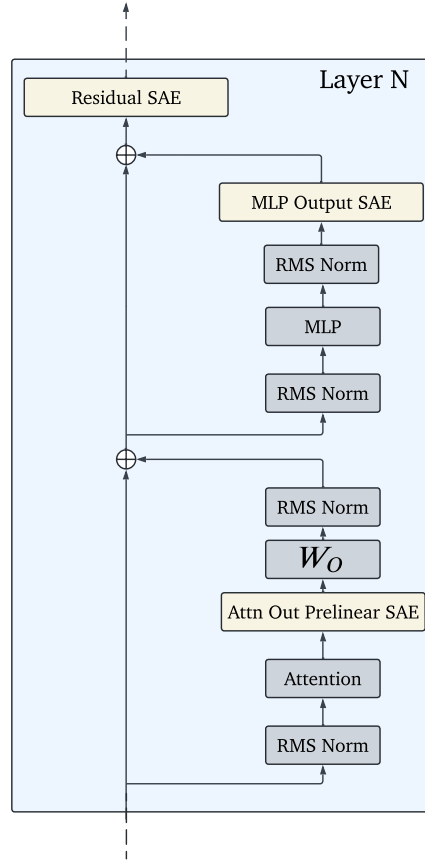 Layer N
Residual SAE
MLP Output SAE
RMS Norm
MLP
RMS Norm
RMS Norm
W_O
Attn Out Prelinear SAE
Attention
RMS Norm